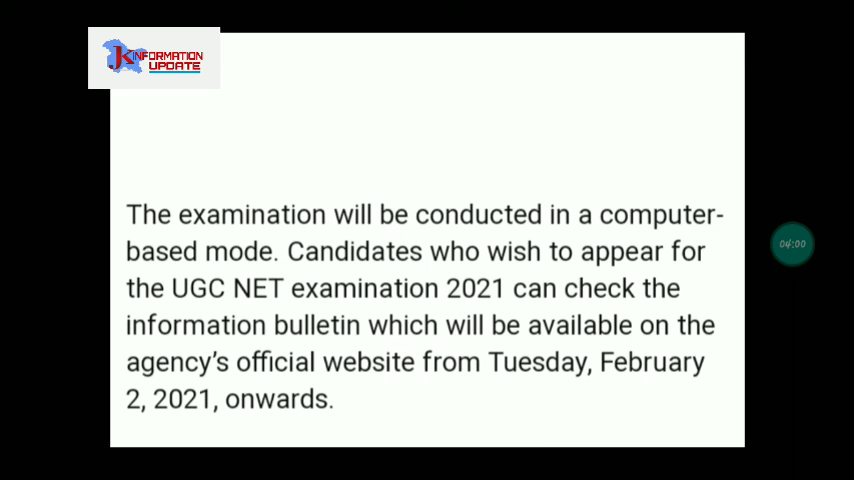 JK INFORMATION
UPDATE
The examination will be conducted in a computer-
based mode. Candidates who wish to appear for
the UGC NET examination 2021 can check the
information bulletin which will be available on the
agency’s official website from Tuesday, February
2, 2021, onwards.
04:00